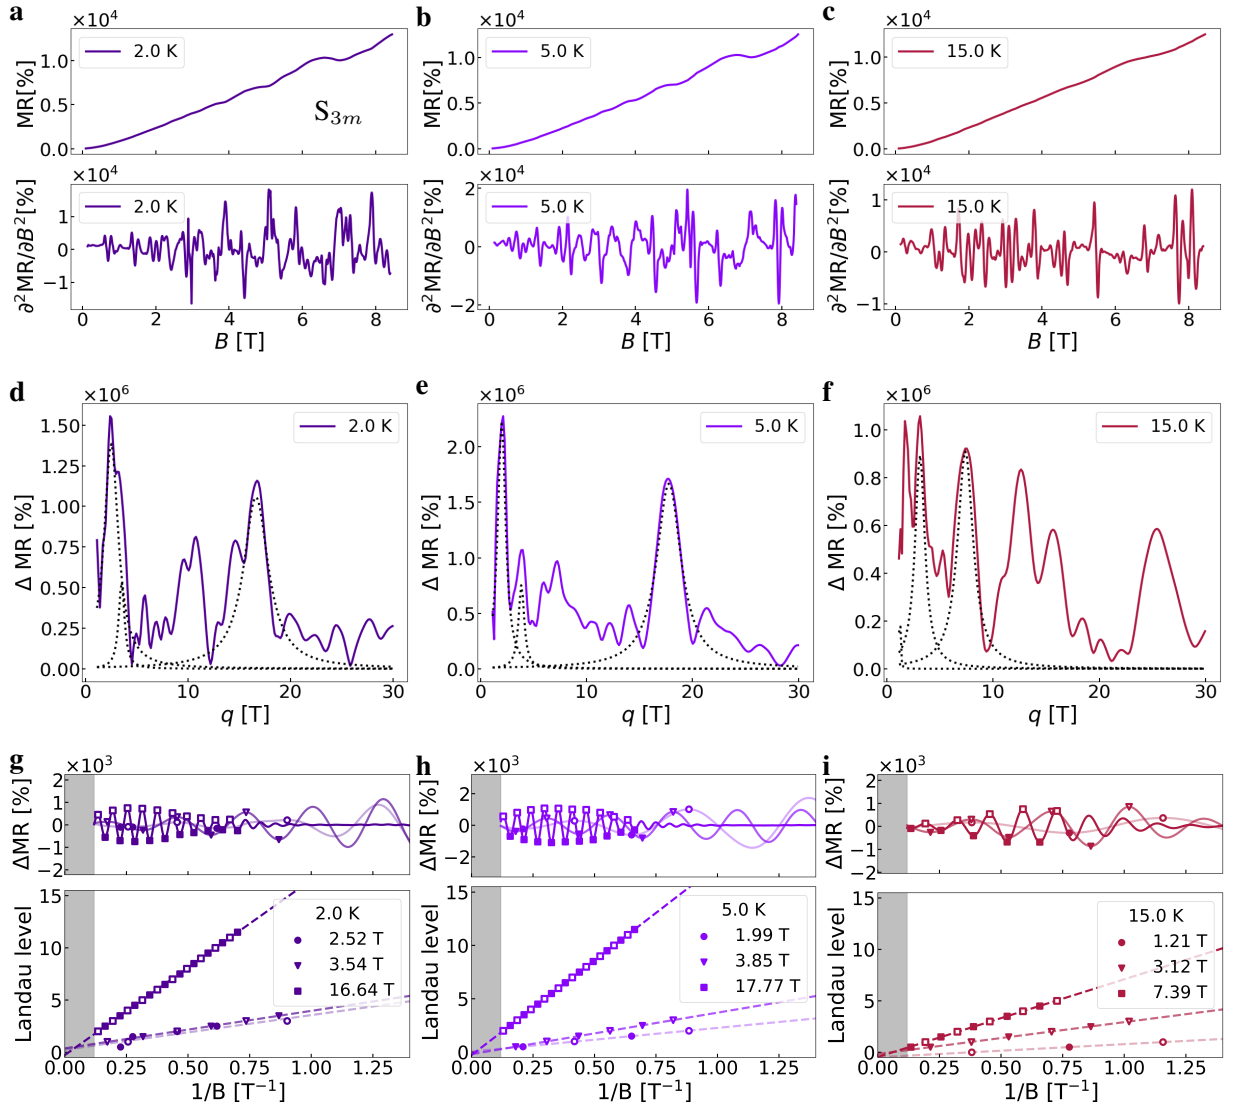 a
×10⁴
2.0 K
S₃ₘ
MR[%]
1.0
0.5
0.0
×10⁴
2.0 K
∂²MR/∂B²[%]
1
0
−1
0 2 4 6 8
B [T]
b
×10⁴
5.0 K
MR[%]
1.0
0.5
0.0
×10⁴
5.0 K
∂²MR/∂B²[%]
2
0
−2
0 2 4 6 8
B [T]
c
×10⁴
15.0 K
MR[%]
1.0
0.5
0.0
×10⁴
15.0 K
∂²MR/∂B²[%]
1
0
−1
0 2 4 6 8
B [T]
d
×10⁶
2.0 K
Δ MR [%]
1.50
1.25
1.00
0.75
0.50
0.25
0.00
0 10 20 30
q [T]
e
×10⁶
5.0 K
Δ MR [%]
2.0
1.5
1.0
0.5
0.0
0 10 20 30
q [T]
f
×10⁶
15.0 K
Δ MR [%]
1.0
0.8
0.6
0.4
0.2
0.0
0 10 20 30
q [T]
g
×10³
ΔMR [%]
2
1
0
−1
−2
Landau level
15
10
5
0
2.0 K
2.52 T
3.54 T
16.64 T
0.00 0.25 0.50 0.75 1.00 1.25
1/B [T⁻¹]
h
×10³
ΔMR [%]
2
0
−2
Landau level
15
10
5
0
5.0 K
1.99 T
3.85 T
17.77 T
0.00 0.25 0.50 0.75 1.00 1.25
1/B [T⁻¹]
i
×10³
ΔMR [%]
2
1
0
−1
−2
Landau level
15
10
5
0
15.0 K
1.21 T
3.12 T
7.39 T
0.00 0.25 0.50 0.75 1.00 1.25
1/B [T⁻¹]